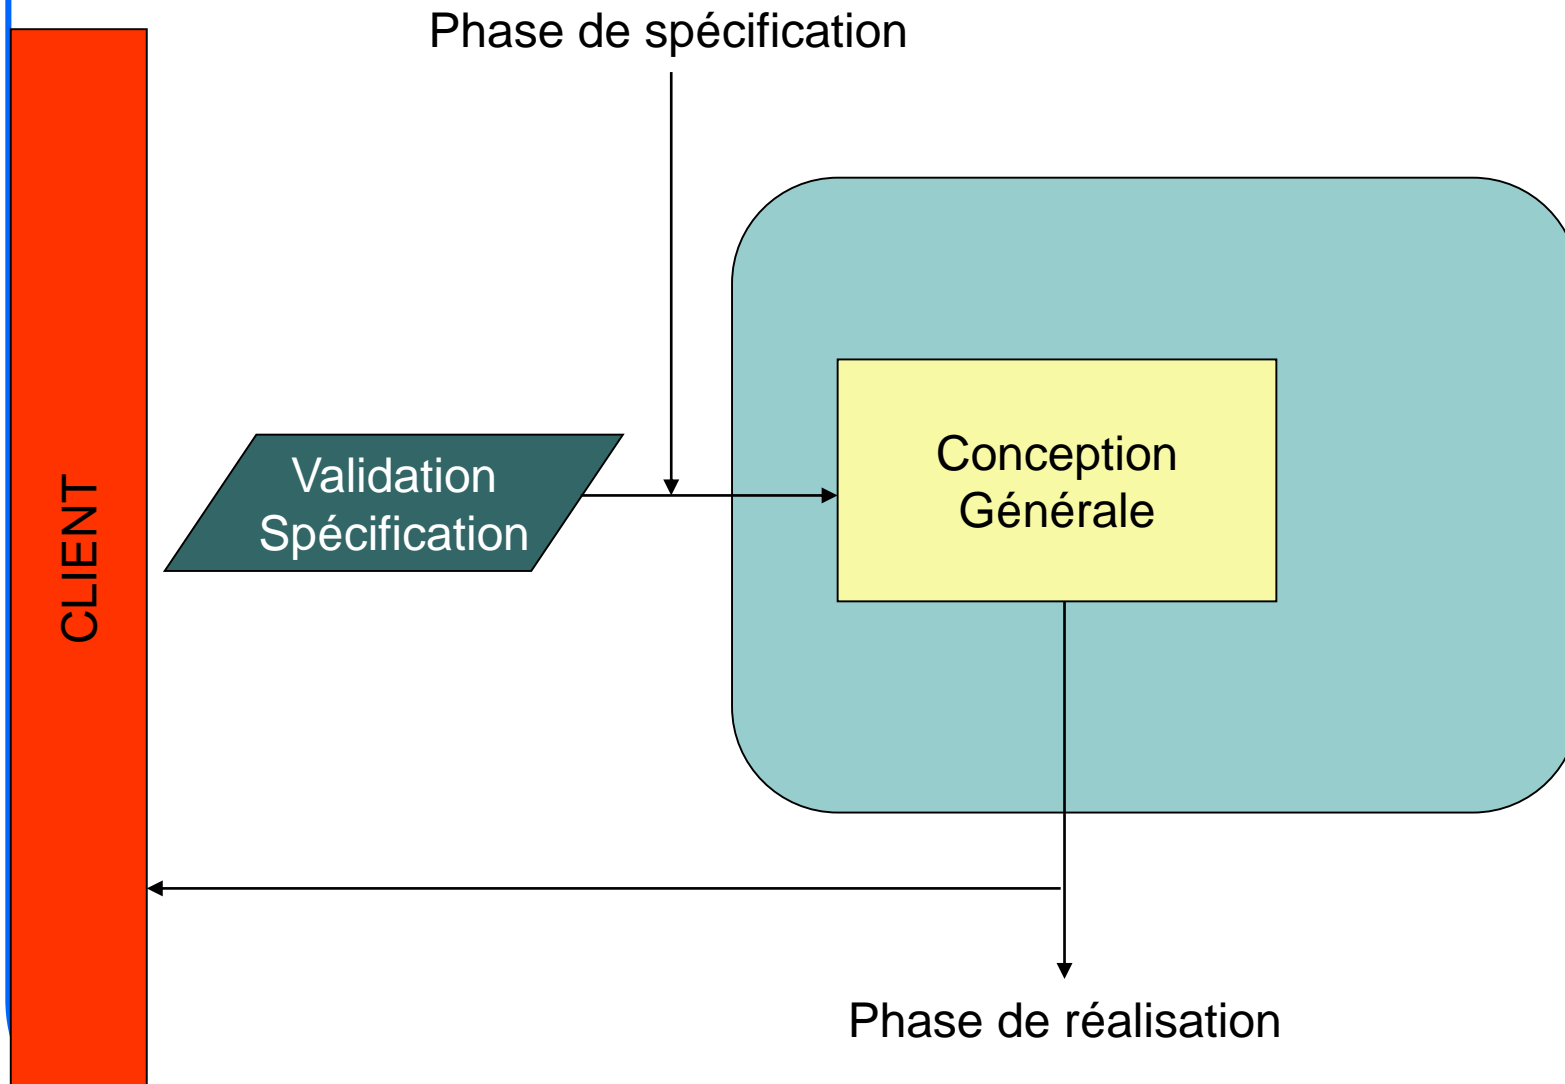 Phase de spécification
CLIENT
Validation
Spécification
Conception
Générale
Phase de réalisation